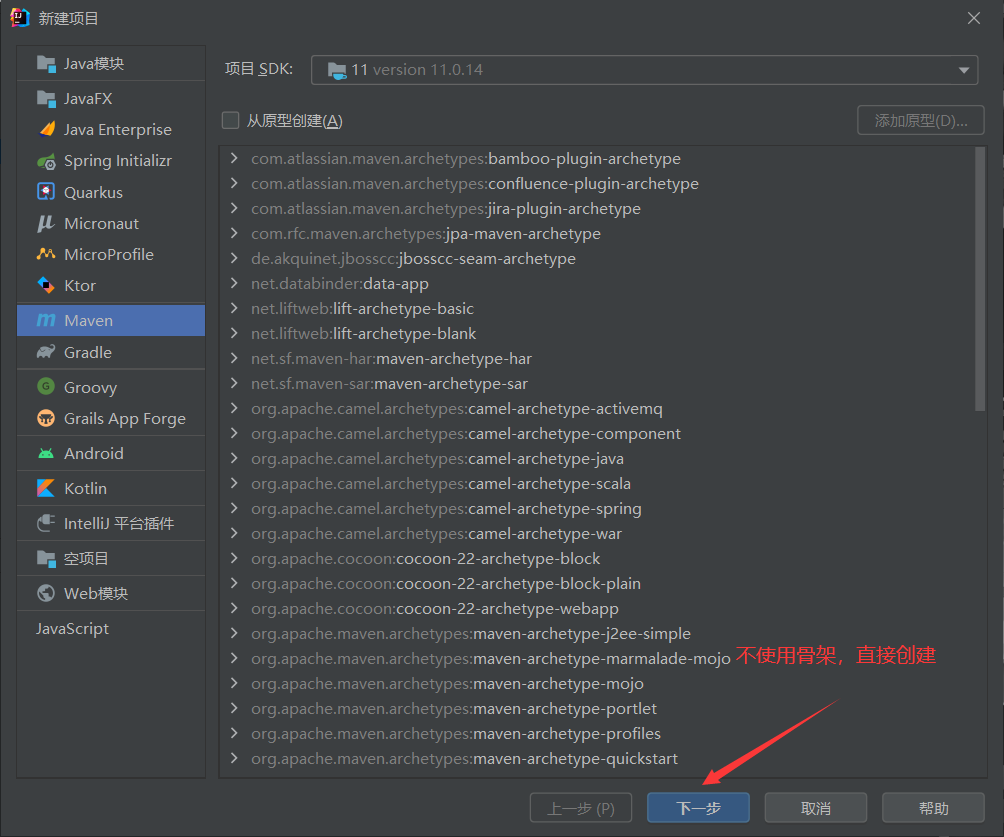 新建项目
Java模块
JavaFX
Java Enterprise
Spring Initializr
Quarkus
Micronaut
MicroProfile
Ktor
Maven
Gradle
Groovy
Grails App Forge
Android
Kotlin
IntelliJ 平台插件
空项目
Web模块
JavaScript
项目 SDK: 11 version 11.0.14
从原型创建(A) 添加原型(D)...
com.atlassian.maven.archetypes:bamboo-plugin-archetype
com.atlassian.maven.archetypes:confluence-plugin-archetype
com.atlassian.maven.archetypes:jira-plugin-archetype
com.rfc.maven.archetypes:jpa-maven-archetype
de.akquinet.jbosscc:jbosscc-seam-archetype
net.databinder:data-app
net.liftweb:lift-archetype-basic
net.liftweb:lift-archetype-blank
net.sf.maven-har:maven-archetype-har
net.sf.maven-sar:maven-archetype-sar
org.apache.camel.archetypes:camel-archetype-activemq
org.apache.camel.archetypes:camel-archetype-component
org.apache.camel.archetypes:camel-archetype-java
org.apache.camel.archetypes:camel-archetype-scala
org.apache.camel.archetypes:camel-archetype-spring
org.apache.camel.archetypes:camel-archetype-war
org.apache.cocoon:cocoon-22-archetype-block
org.apache.cocoon:cocoon-22-archetype-block-plain
org.apache.cocoon:cocoon-22-archetype-webapp
org.apache.maven.archetypes:maven-archetype-j2ee-simple
org.apache.maven.archetypes:maven-archetype-marmalade-mojo 不使用骨架，直接创建
org.apache.maven.archetypes:maven-archetype-mojo
org.apache.maven.archetypes:maven-archetype-portlet
org.apache.maven.archetypes:maven-archetype-profiles
org.apache.maven.archetypes:maven-archetype-quickstart
上一步 (P) 下一步 取消 帮助